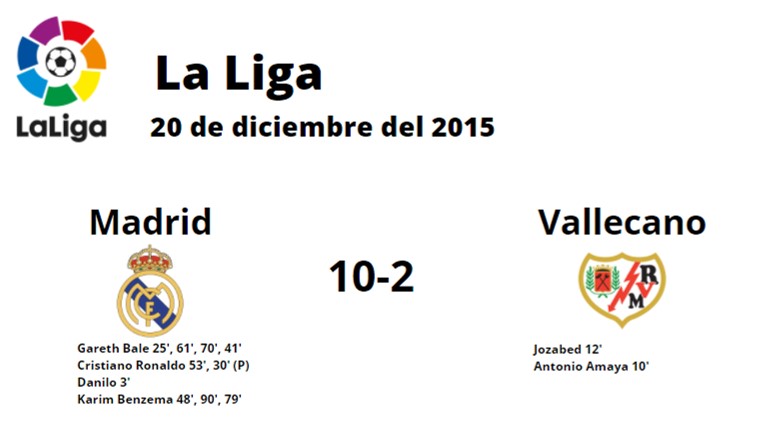 LaLiga
La Liga
20 de diciembre del 2015
Madrid
Vallecano
10-2
Gareth Bale 25', 61', 70', 41'
Cristiano Ronaldo 53', 30' (P)
Danilo 3'
Karim Benzema 48', 90', 79'
R
V
M
Jozabed 12'
Antonio Amaya 10'